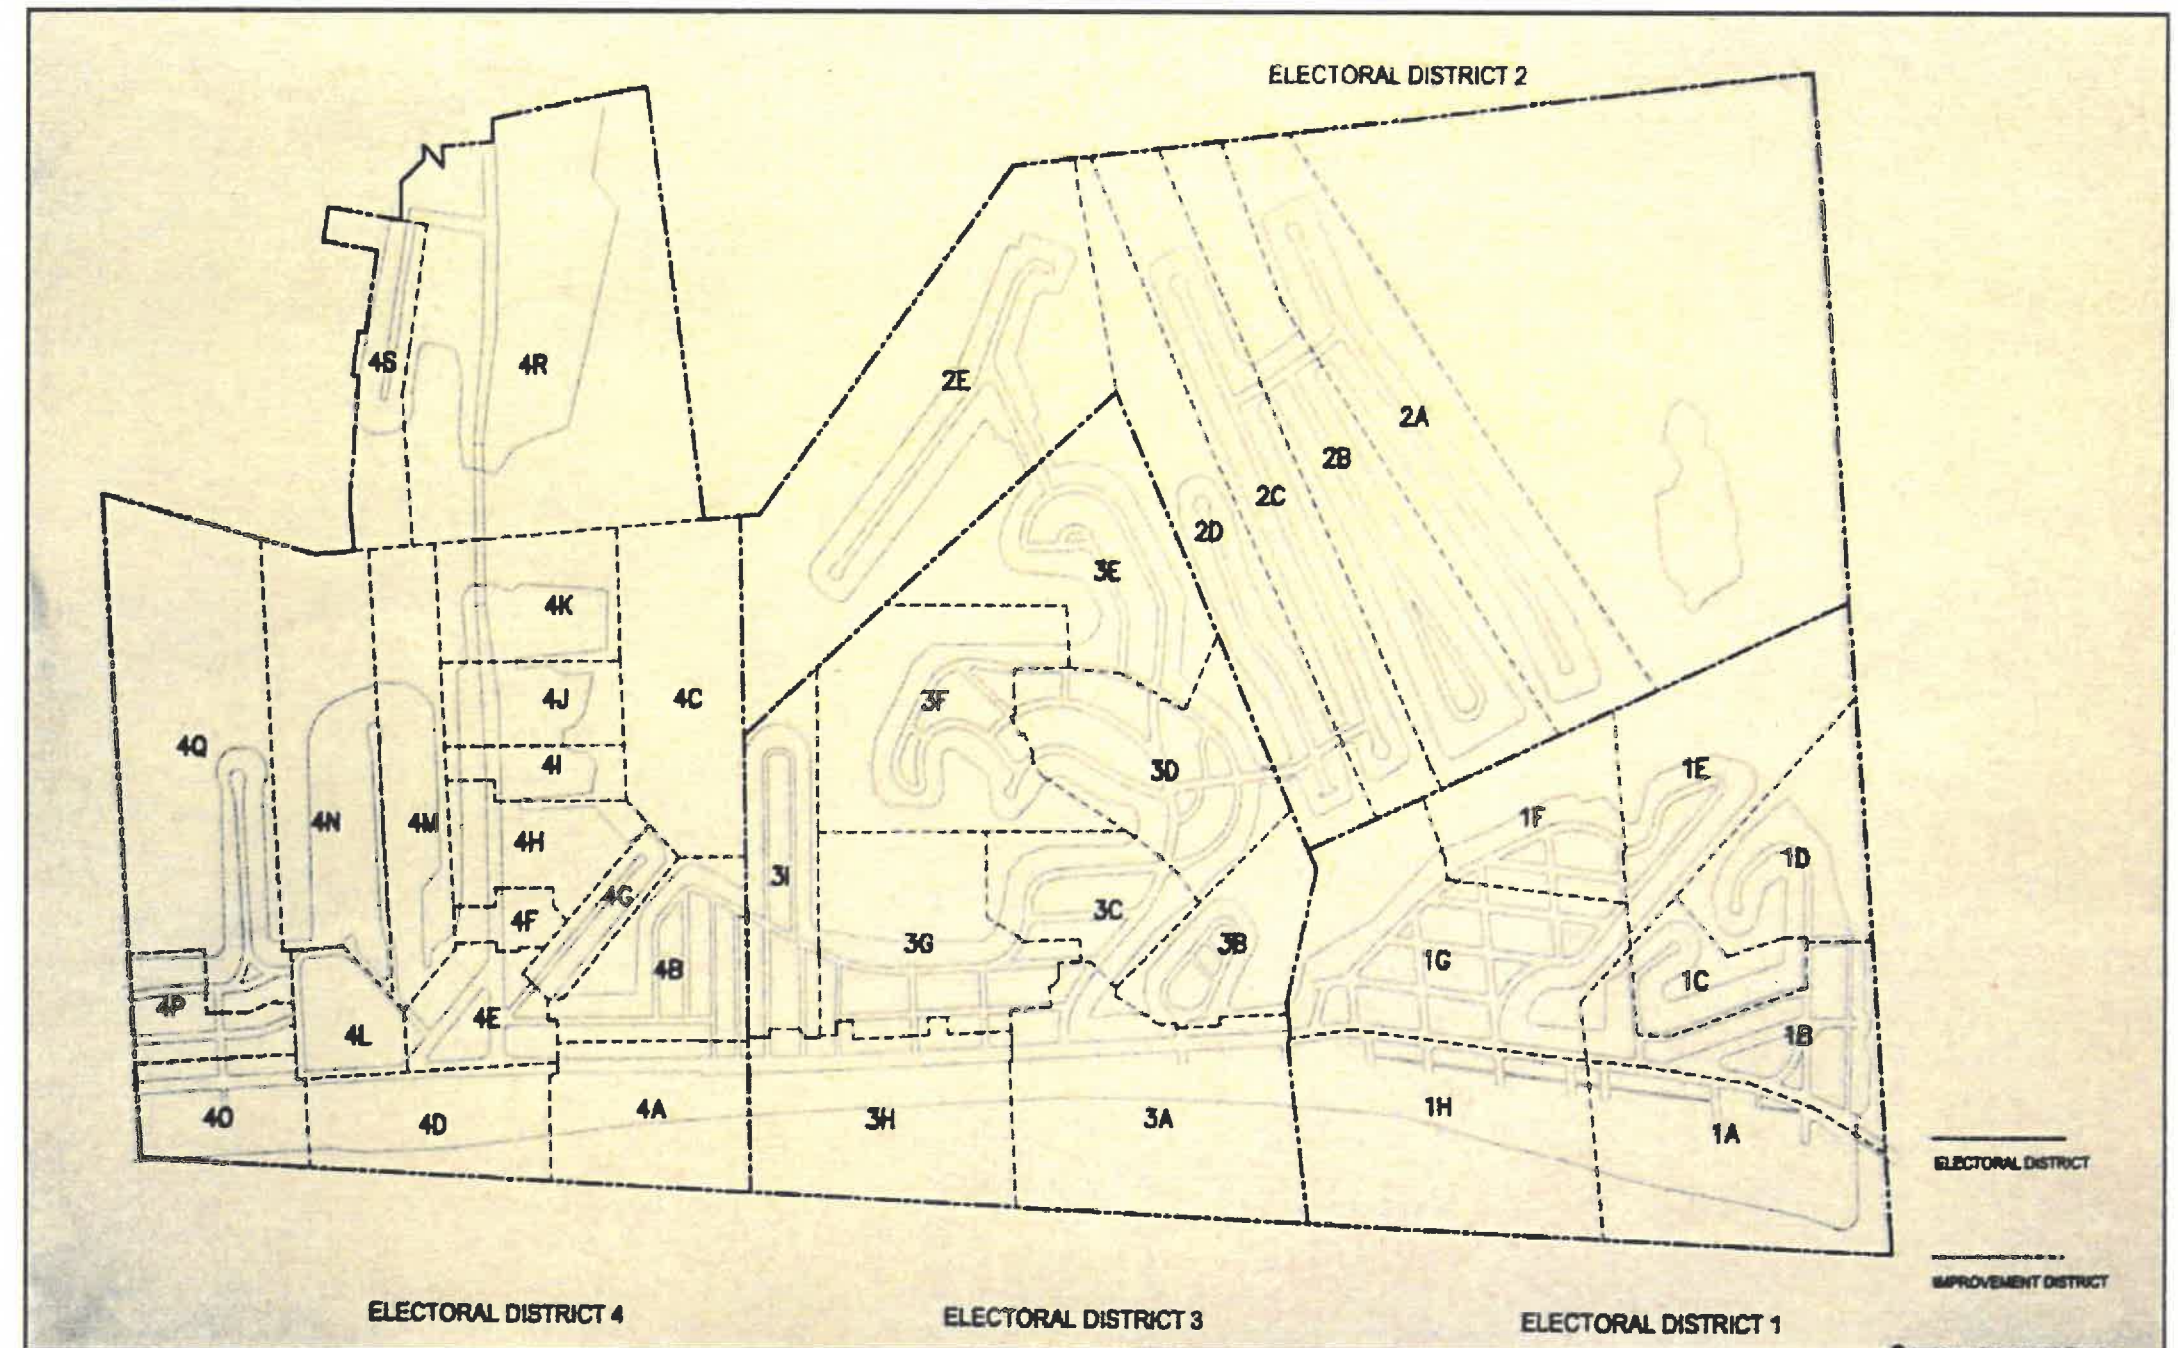 ELECTORAL DISTRICT 2
4S
4R
2E
2A
2B
2C
2D
3E
4K
4J
4C
3F
4Q
4I
3D
1E
4N
4M
4H
1F
1D
3I
4G
4F
3C
3G
3B
4B
1G
1C
4P
4E
4L
1B
4O
4D
4A
3H
3A
1H
1A
ELECTORAL DISTRICT
IMPROVEMENT DISTRICT
ELECTORAL DISTRICT 4
ELECTORAL DISTRICT 3
ELECTORAL DISTRICT 1